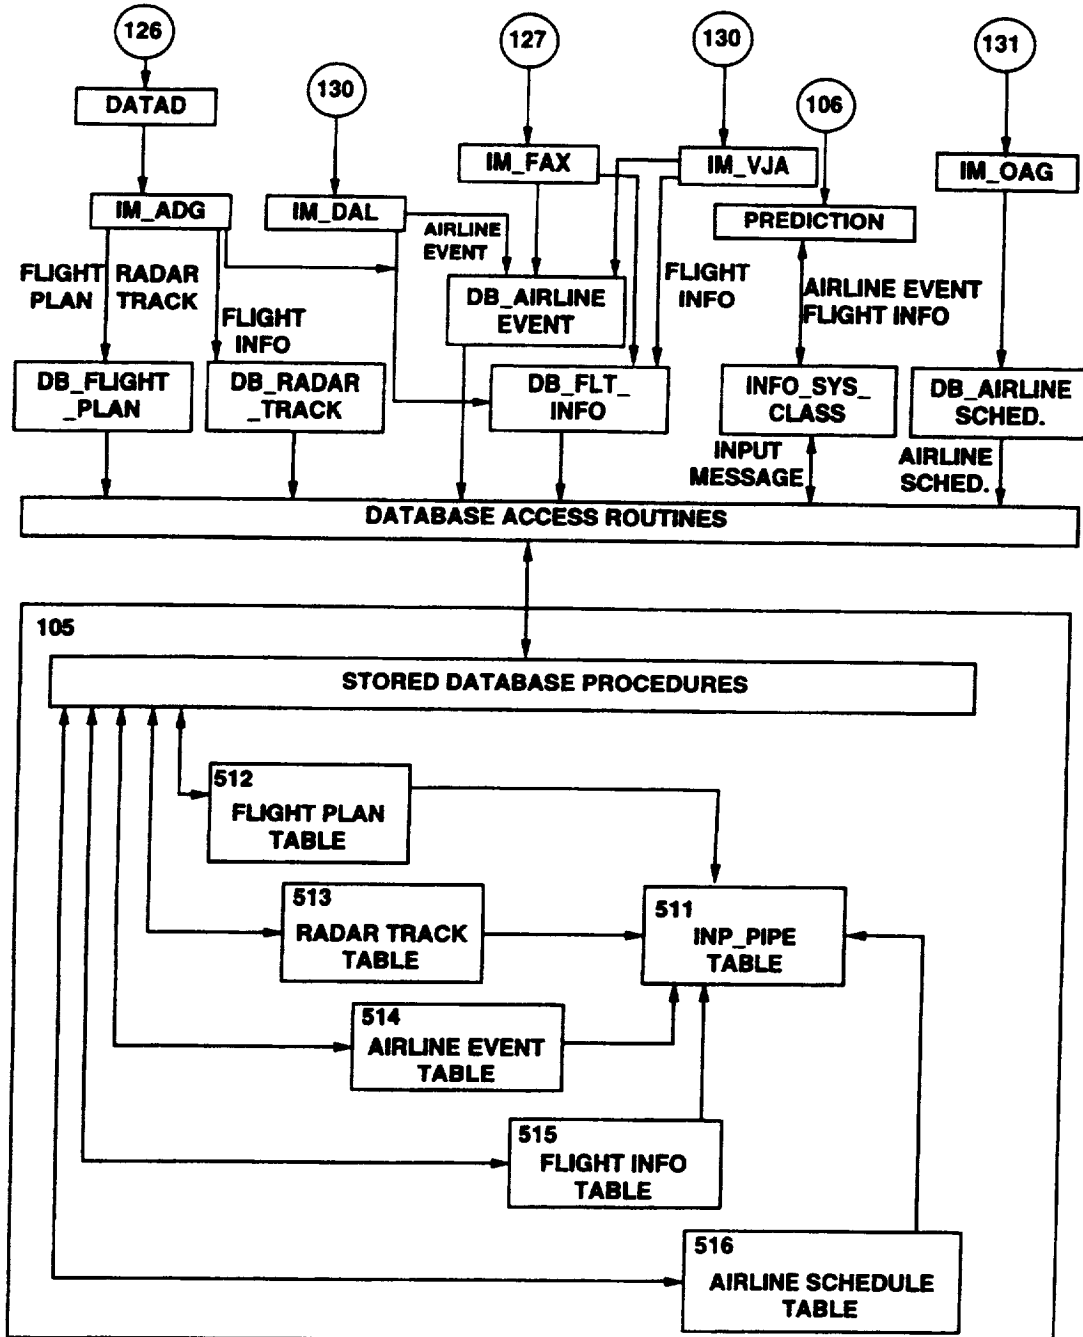 126
127
130
131
130
106
DATAD
IM_FAX
IM_VJA
IM_OAG
IM_ADG
IM_DAL
PREDICTION
AIRLINE
EVENT
FLIGHT
PLAN
RADAR
TRACK
FLIGHT
INFO
FLIGHT
INFO
AIRLINE EVENT
FLIGHT INFO
DB_AIRLINE
EVENT
DB_FLIGHT
_PLAN
DB_RADAR
_TRACK
DB_FLT_
INFO
INFO_SYS_
CLASS
DB_AIRLINE
SCHED.
INPUT
MESSAGE
AIRLINE
SCHED.
DATABASE ACCESS ROUTINES
105
STORED DATABASE PROCEDURES
512
FLIGHT PLAN
TABLE
513
RADAR TRACK
TABLE
511
INP_PIPE
TABLE
514
AIRLINE EVENT
TABLE
515
FLIGHT INFO
TABLE
516
AIRLINE SCHEDULE
TABLE